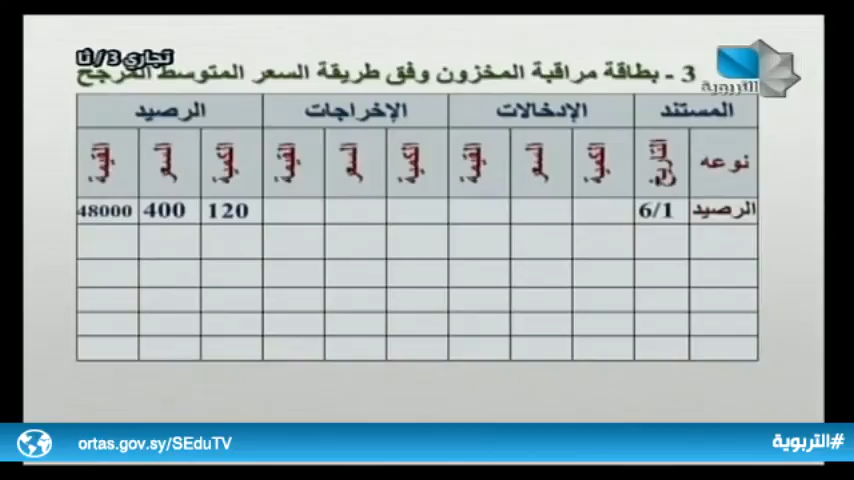 تجاري 3/ ثا
التربوية
3 - بطاقة مراقبة المخزون وفق طريقة السعر المتوسط المرجح
المستند الإدخالات الإخراجات الرصيد
نوعه التاريخ الكمية السعر القيمة الكمية السعر القيمة الكمية السعر القيمة
الرصيد 6/1 120 400 48000
#التربوية
ortas.gov.sy/SEduTV